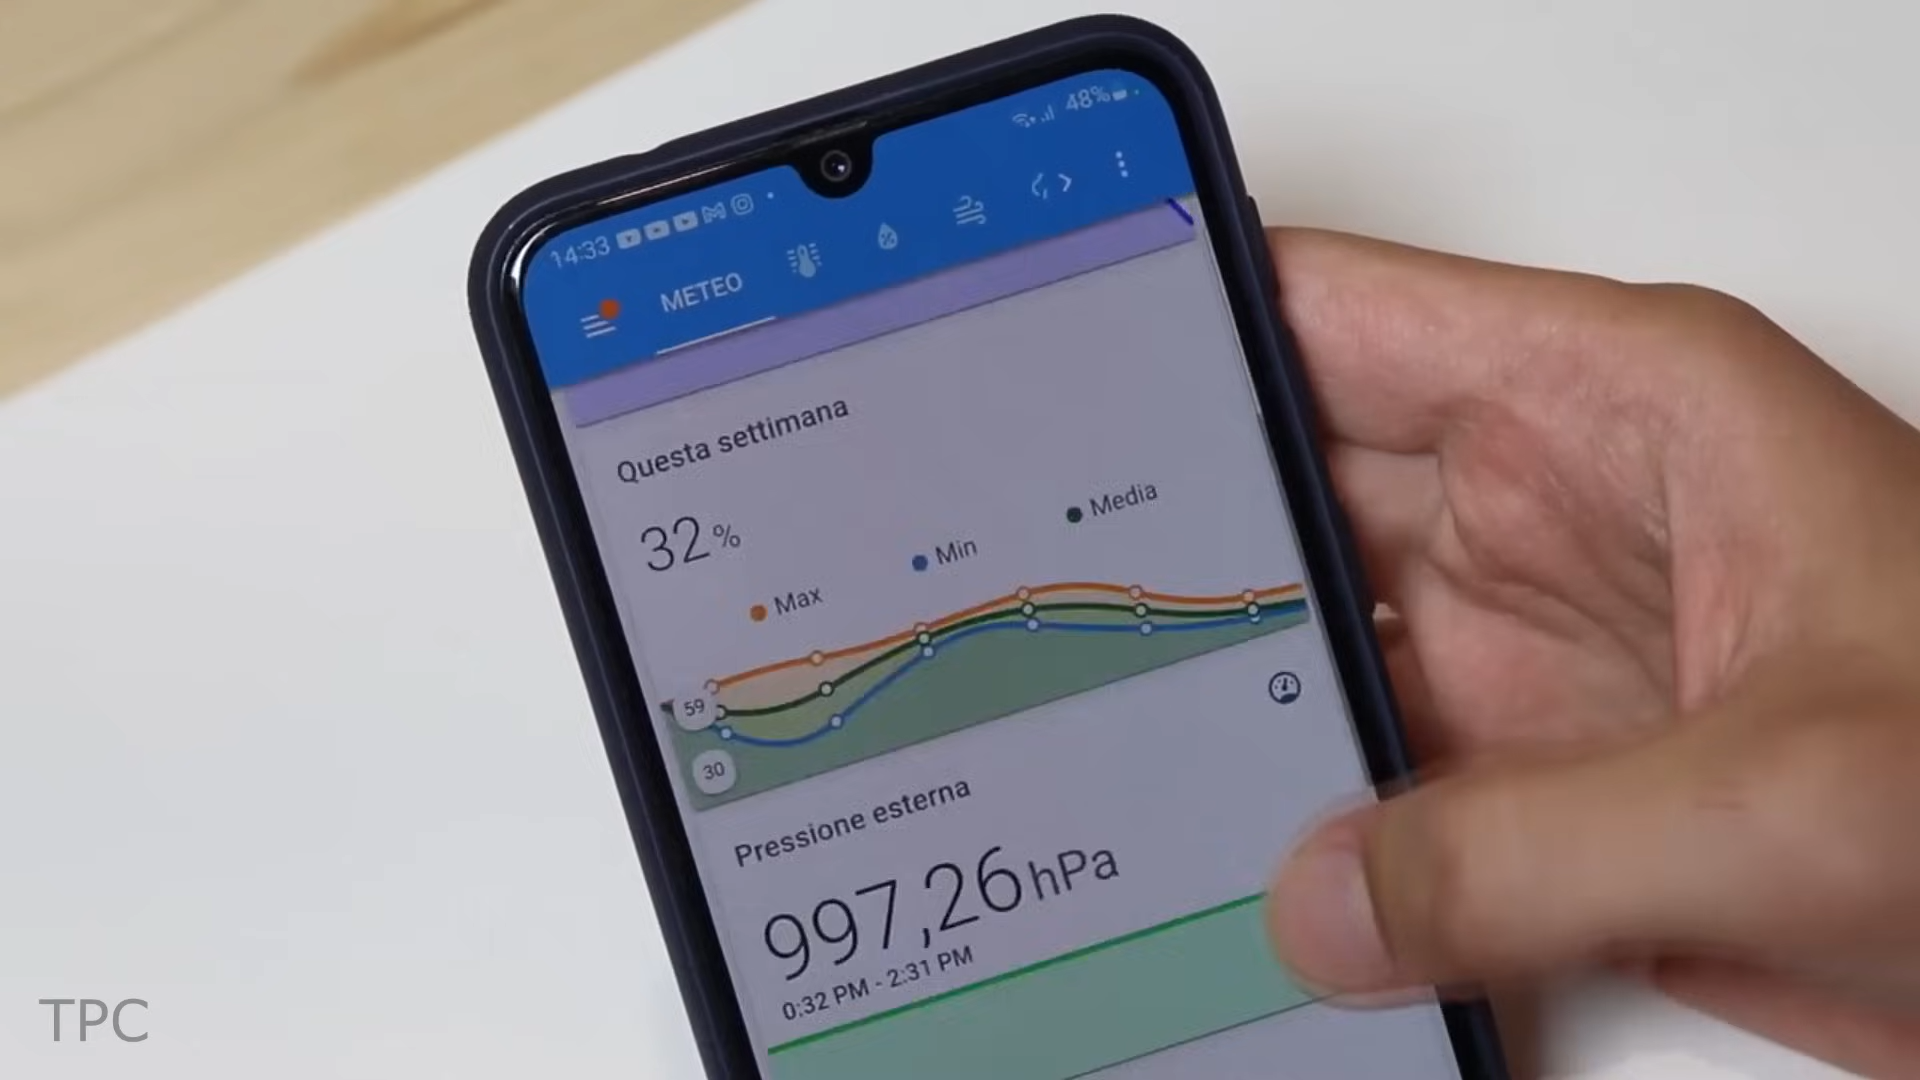 14:33
48%
METEO
Questa settimana
32%
Max
Min
Media
59
30
Pressione esterna
997,26 hPa
0:32 PM - 2:31 PM
TPC